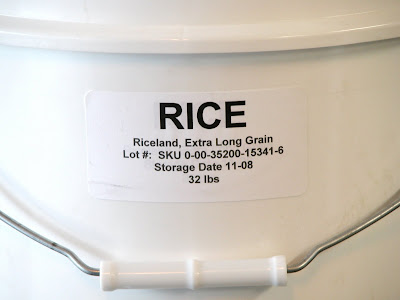 RICE
Riceland, Extra Long Grain
Lot #: SKU 0-00-35200-15341-6
Storage Date 11-08
32 lbs